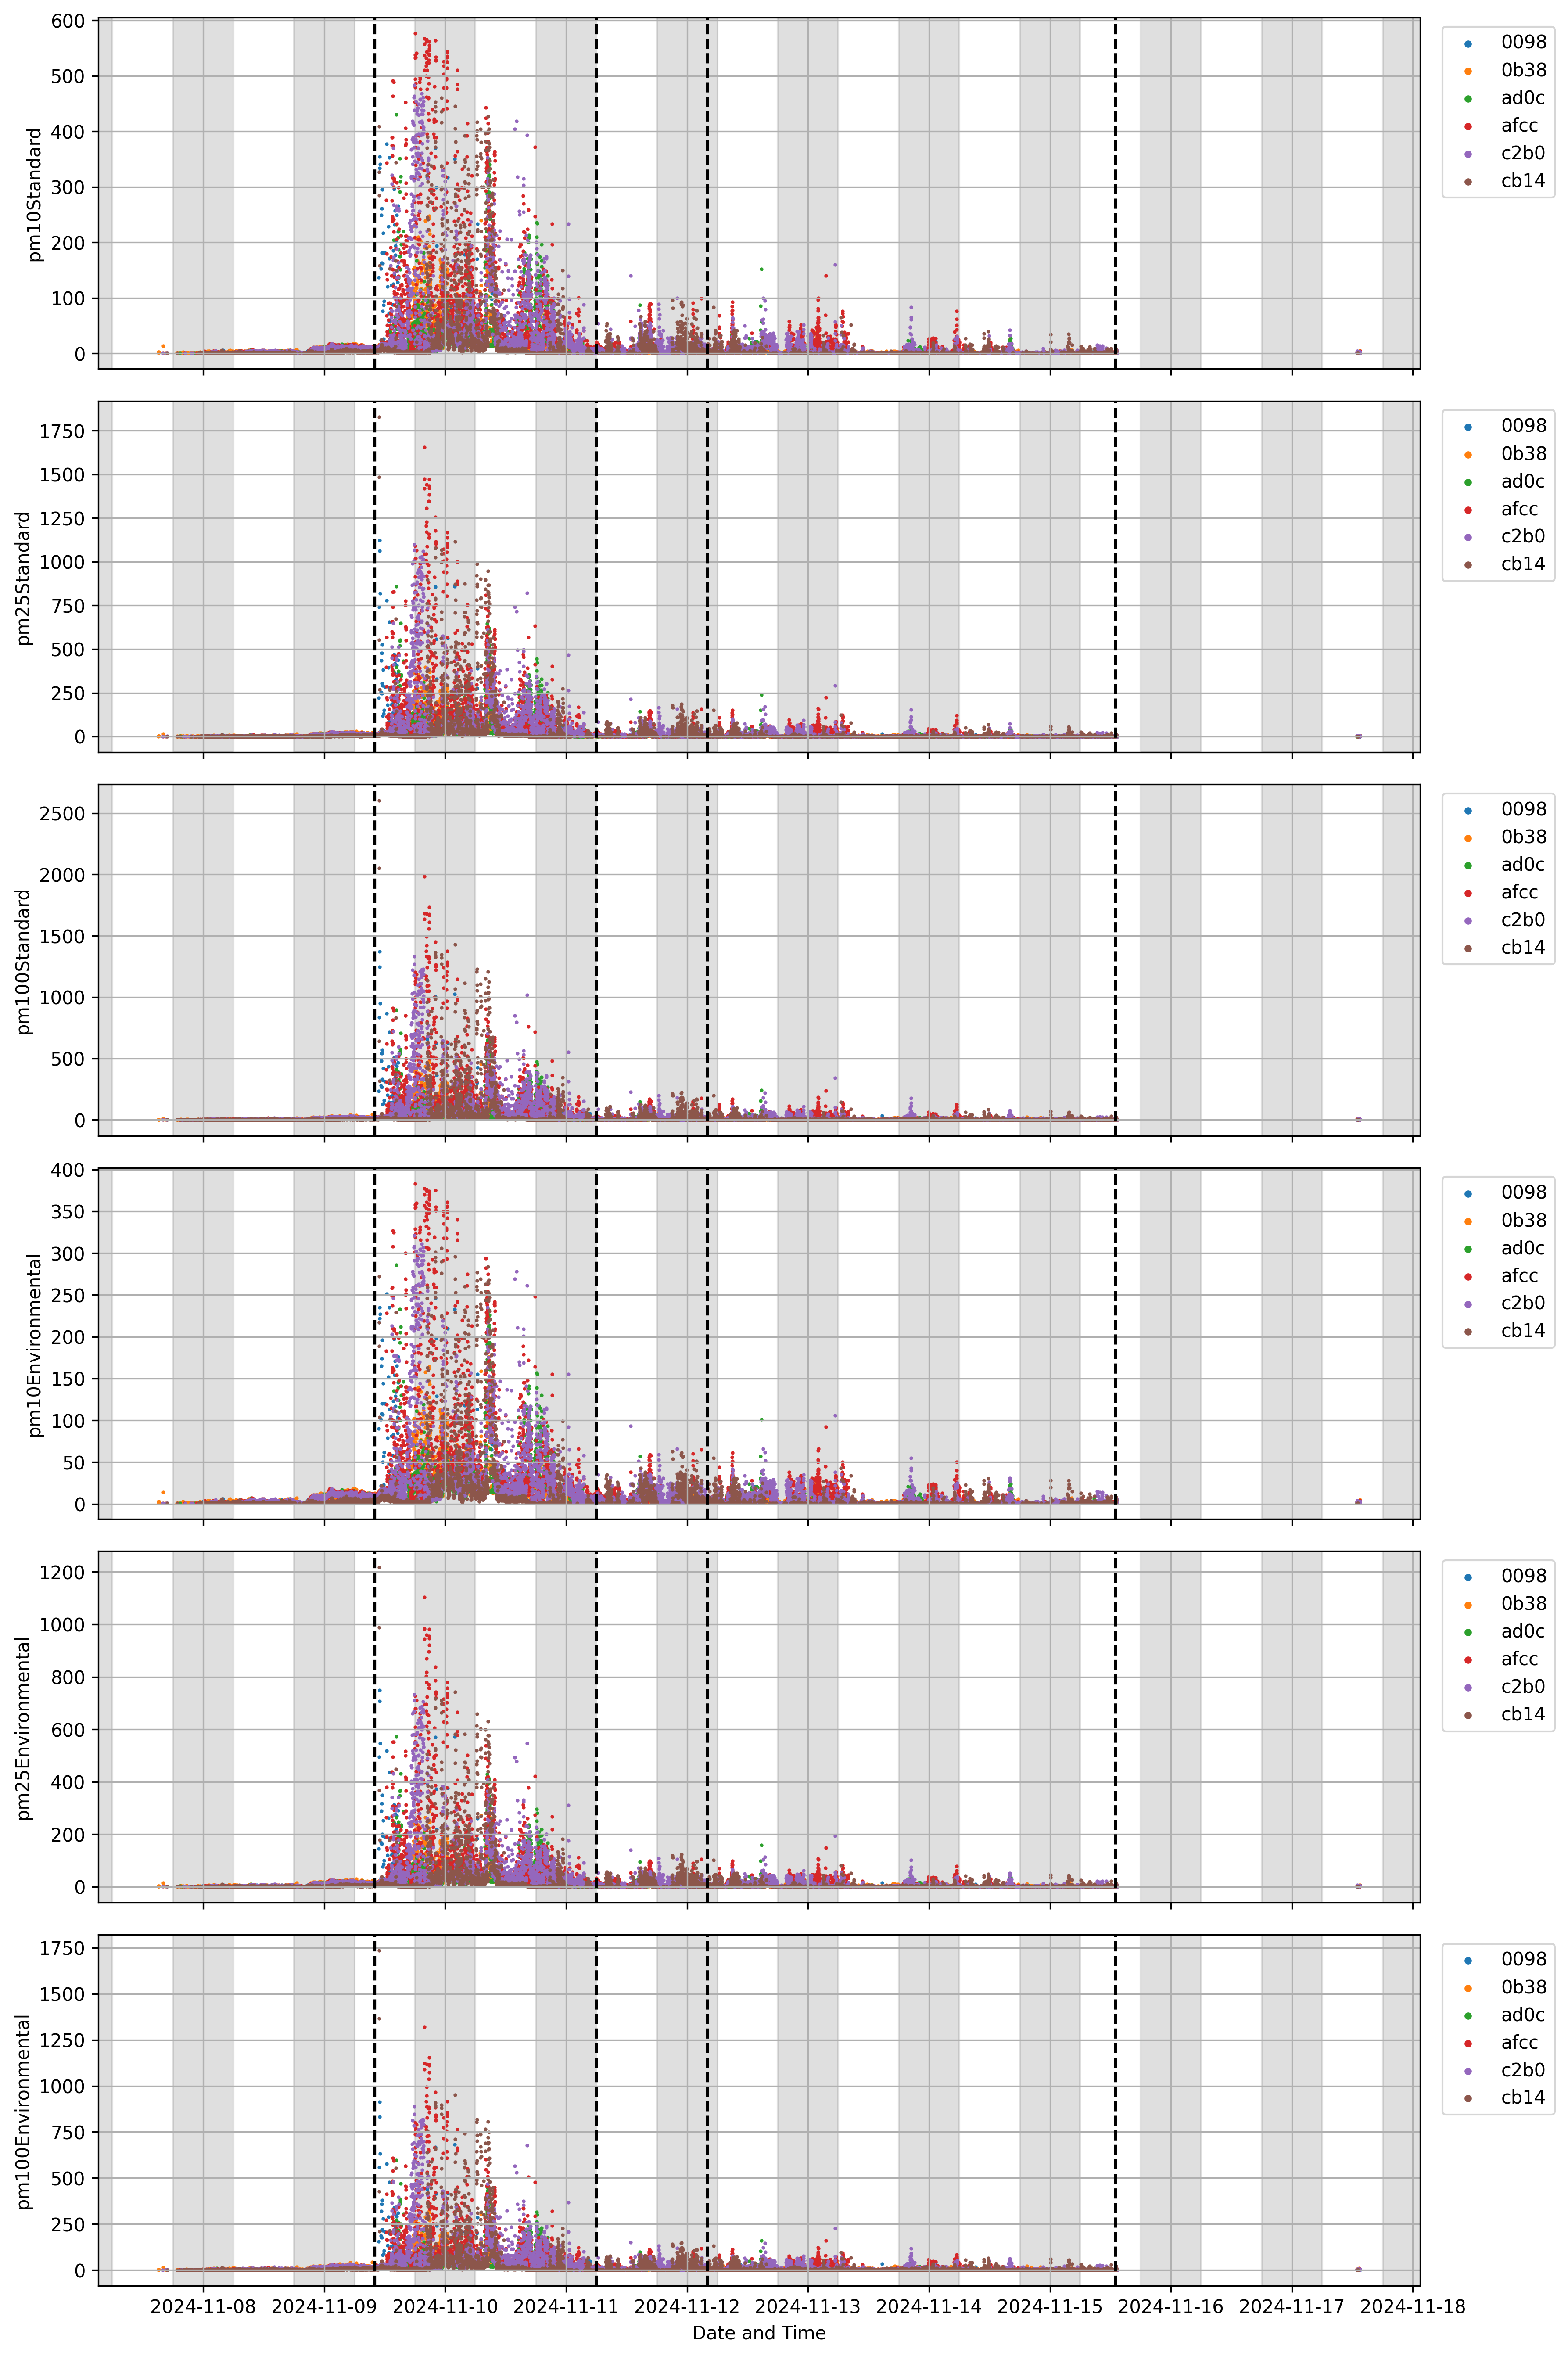 pm10Standard
600
500
400
300
200
100
0
0098
0b38
ad0c
afcc
c2b0
cb14
pm25Standard
1750
1500
1250
1000
750
500
250
0
0098
0b38
ad0c
afcc
c2b0
cb14
pm100Standard
2500
2000
1500
1000
500
0
0098
0b38
ad0c
afcc
c2b0
cb14
pm10Environmental
400
350
300
250
200
150
100
50
0
0098
0b38
ad0c
afcc
c2b0
cb14
pm25Environmental
1200
1000
800
600
400
200
0
0098
0b38
ad0c
afcc
c2b0
cb14
pm100Environmental
1750
1500
1250
1000
750
500
250
0
0098
0b38
ad0c
afcc
c2b0
cb14
2024-11-08 2024-11-09 2024-11-10 2024-11-11 2024-11-12 2024-11-13 2024-11-14 2024-11-15 2024-11-16 2024-11-17 2024-11-18
Date and Time